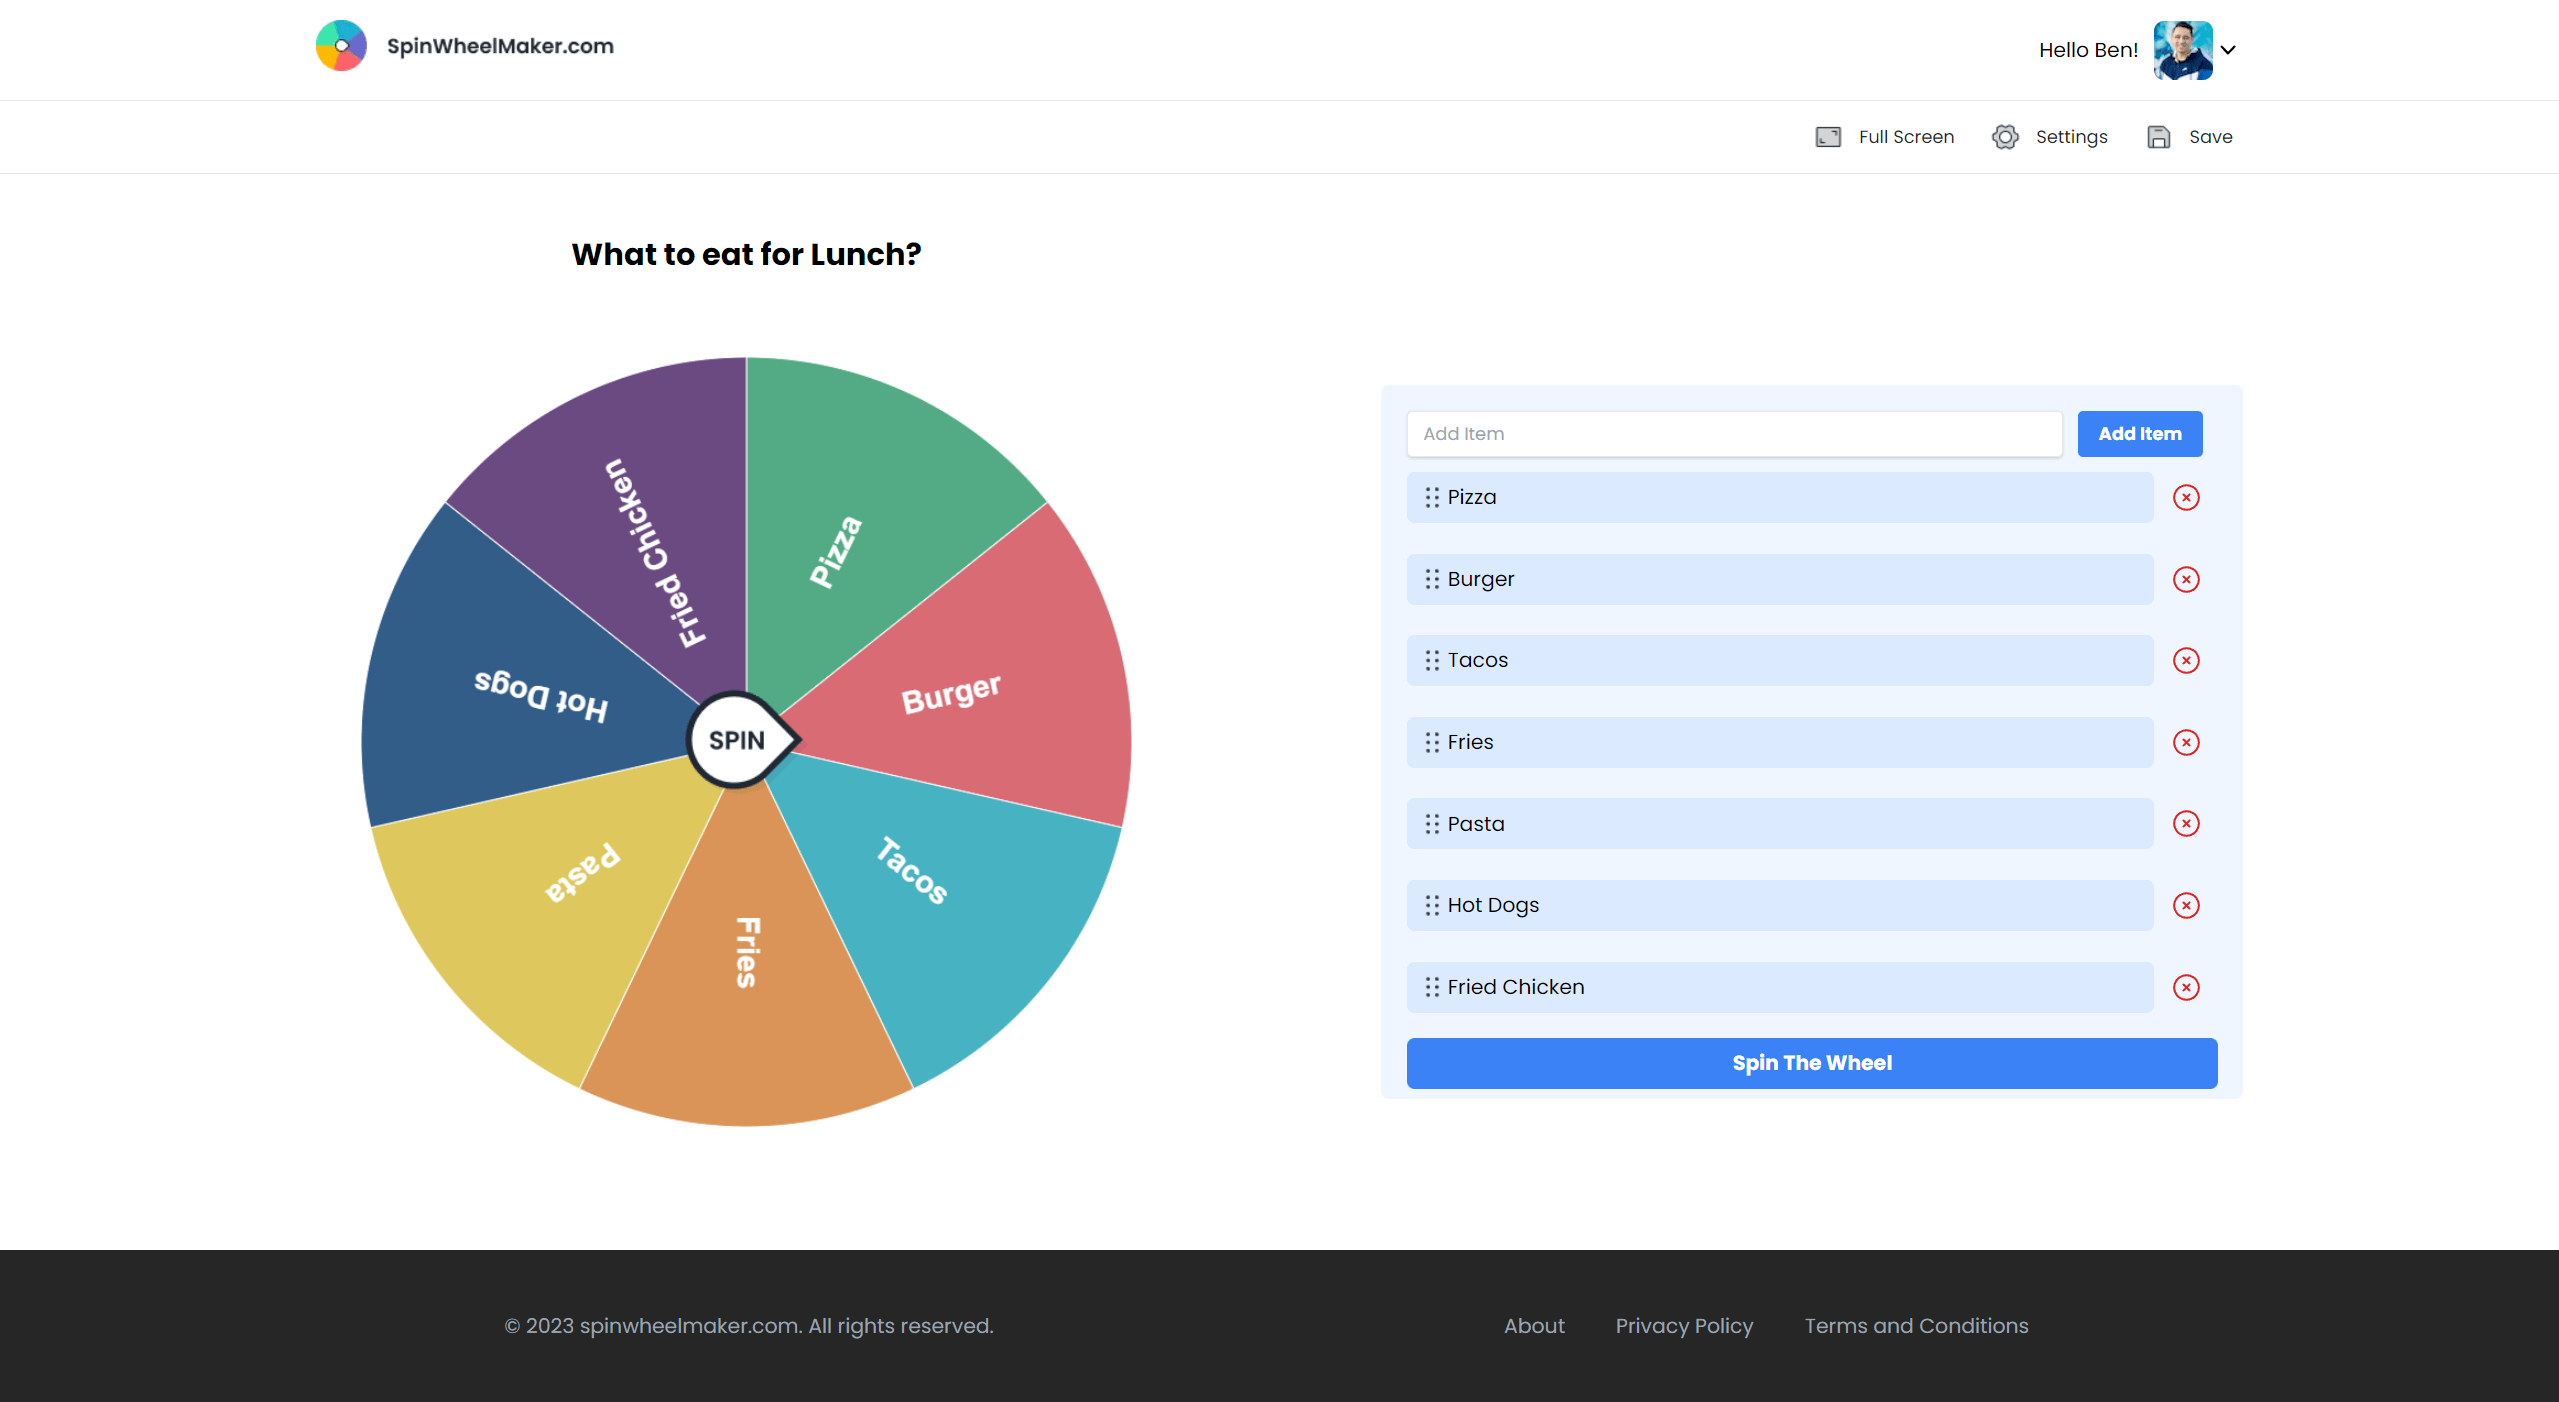 SpinWheelMaker.com
Hello Ben!
Full Screen Settings Save
What to eat for Lunch?
Fried Chicken
Pizza
Burger
Tacos
Fries
Pasta
Hot Dogs
SPIN
Add Item Add Item
Pizza
Burger
Tacos
Fries
Pasta
Hot Dogs
Fried Chicken
Spin The Wheel
© 2023 spinwheelmaker.com. All rights reserved. About Privacy Policy Terms and Conditions